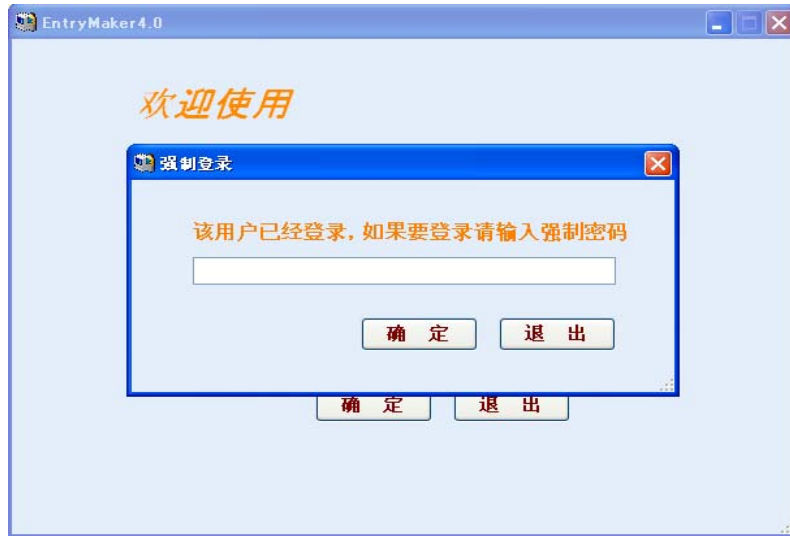 EntryMaker4.0
欢迎使用
强制登录
该用户已经登录,如果要登录请输入强制密码
确 定 退 出
确 定 退 出